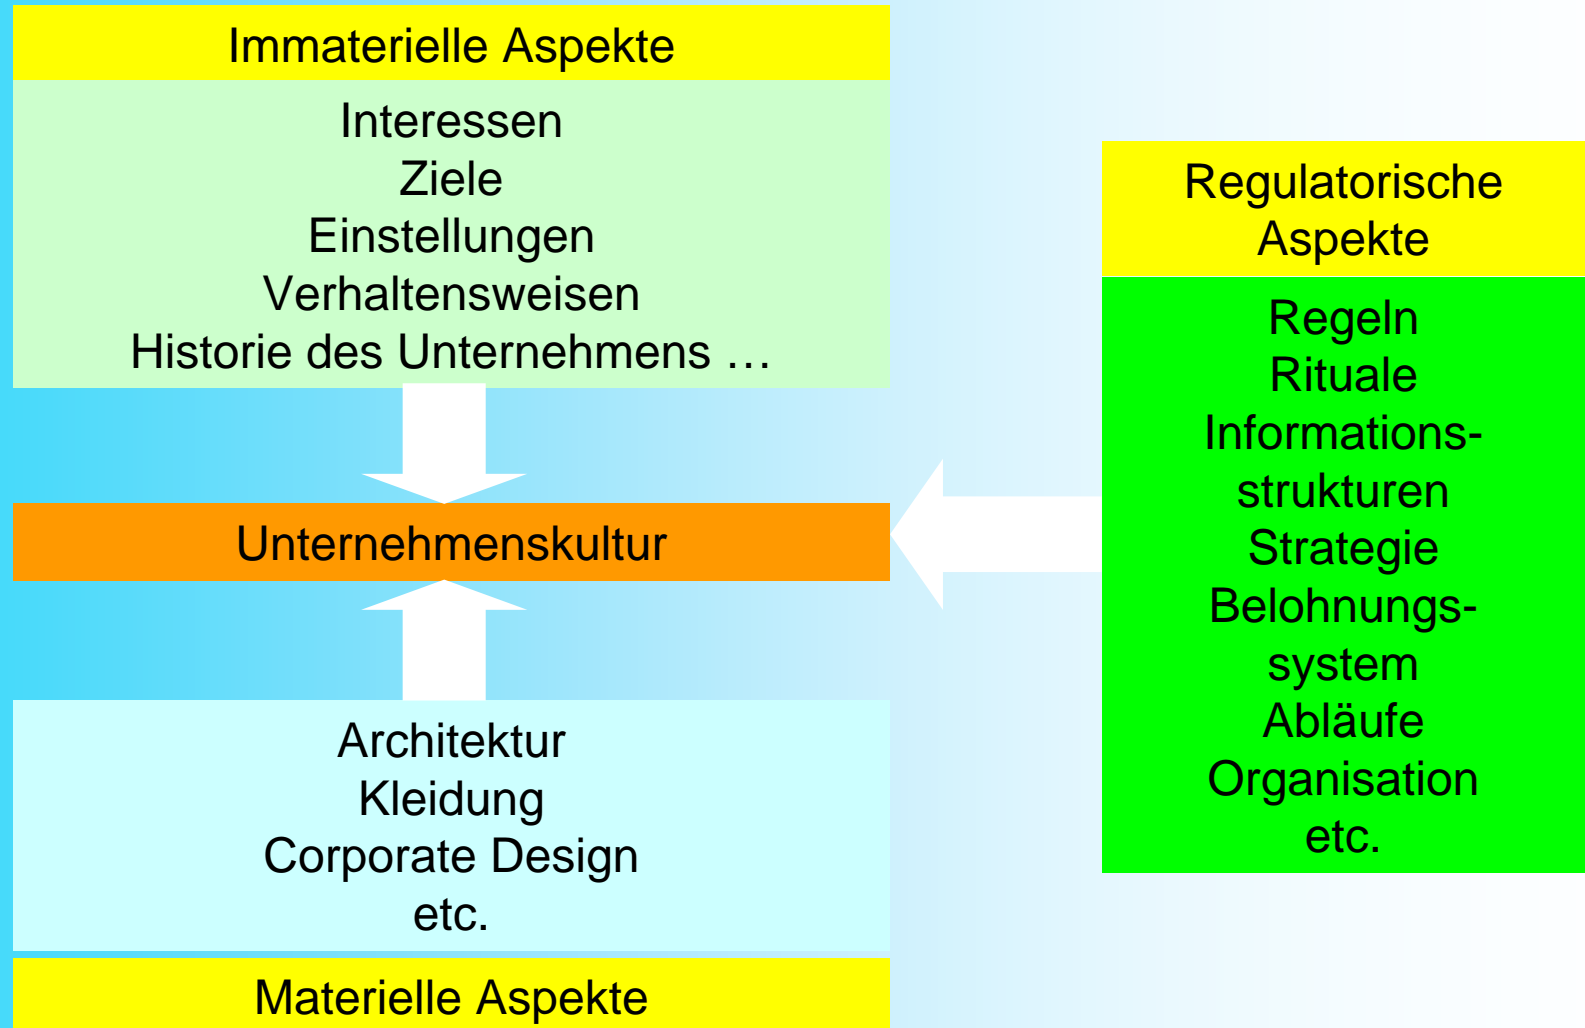 Immaterielle Aspekte
Interessen
Ziele
Einstellungen
Verhaltensweisen
Historie des Unternehmens …
Unternehmenskultur
Architektur
Kleidung
Corporate Design
etc.
Materielle Aspekte
Regulatorische
Aspekte
Regeln
Rituale
Informations-
strukturen
Strategie
Belohnungs-
system
Abläufe
Organisation
etc.